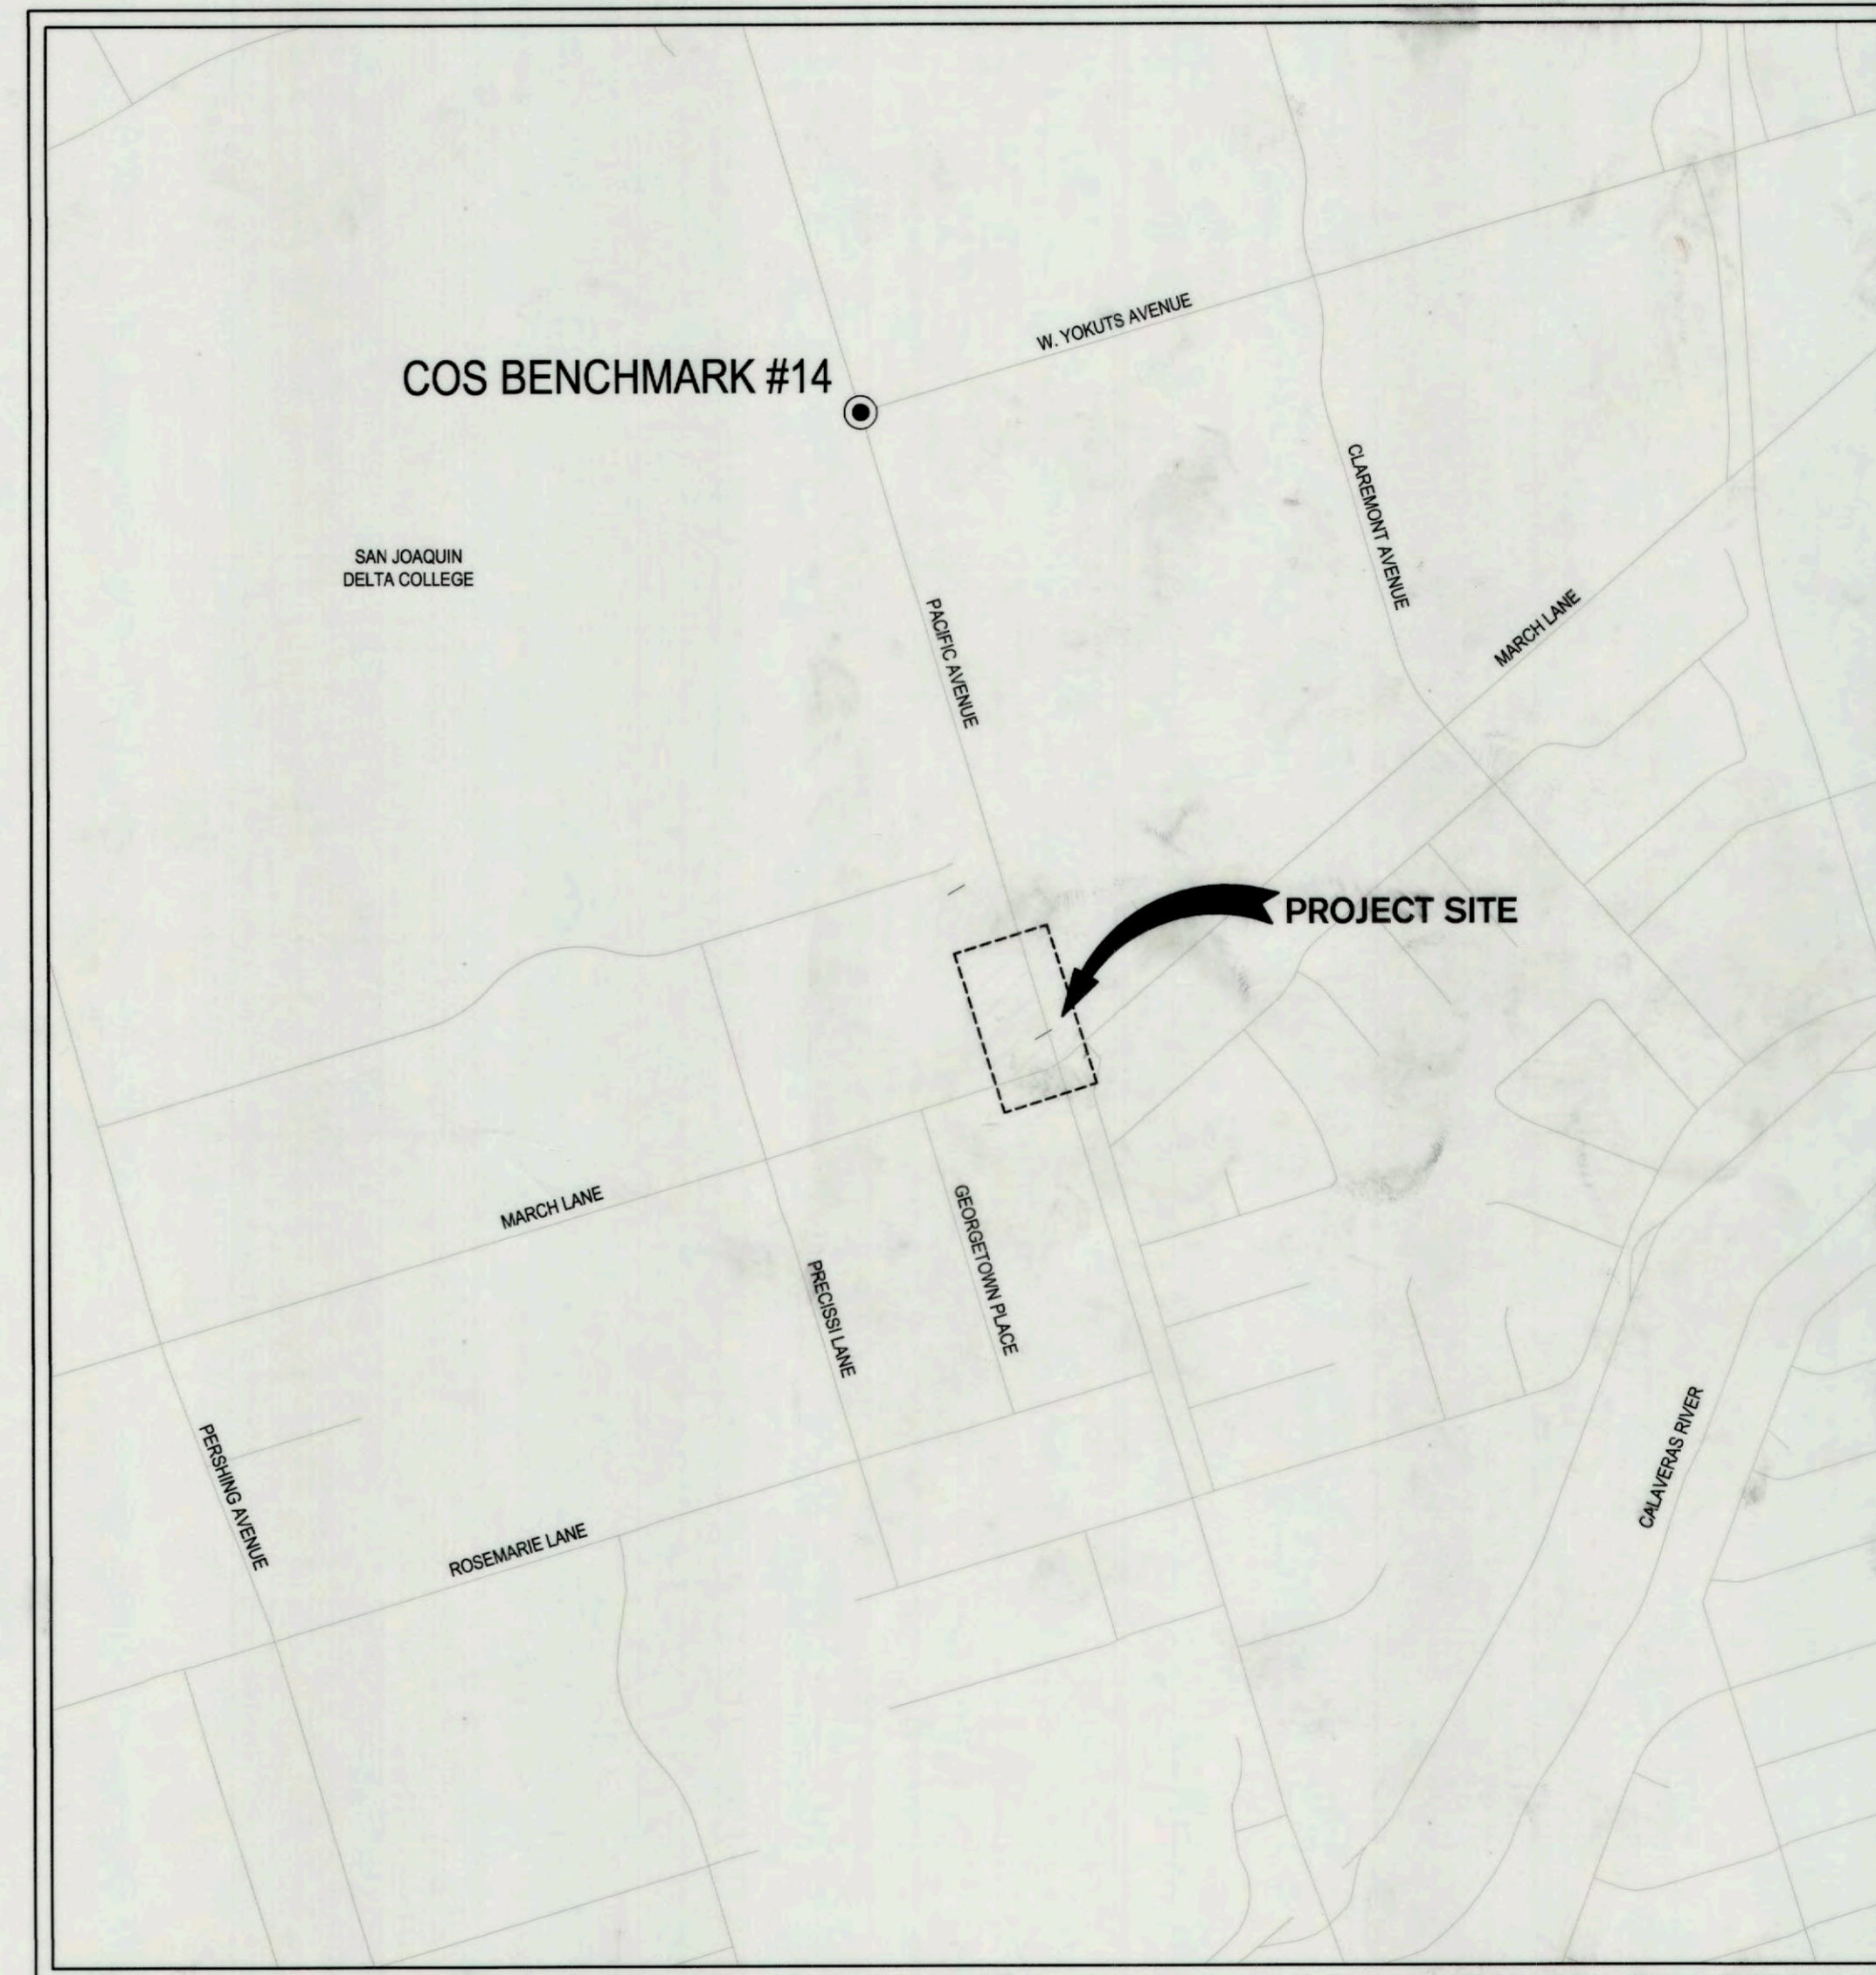 W. YOKUTS AVENUE
COS BENCHMARK #14
CLAREMONT AVENUE
SAN JOAQUIN
DELTA COLLEGE
PACIFIC AVENUE
MARCH LANE
PROJECT SITE
MARCH LANE
GEORGETOWN PLACE
PRECISSI LANE
PERSHING AVENUE
CALAVERAS RIVER
ROSEMARIE LANE